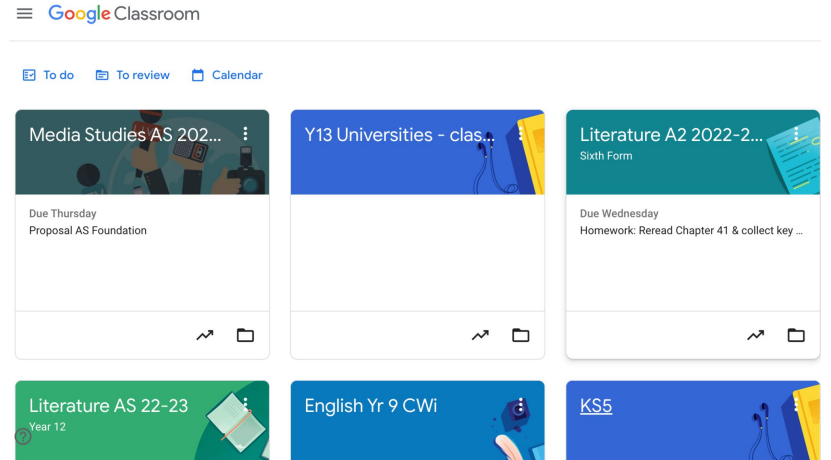 Google Classroom
To do
To review
Calendar
Media Studies AS 202...
Due Thursday
Proposal AS Foundation
Y13 Universities - clas...
Literature A2 2022-2...
Sixth Form
Due Wednesday
Homework: Reread Chapter 41 & collect key ...
Literature AS 22-23
Year 12
English Yr 9 CWi
KS5